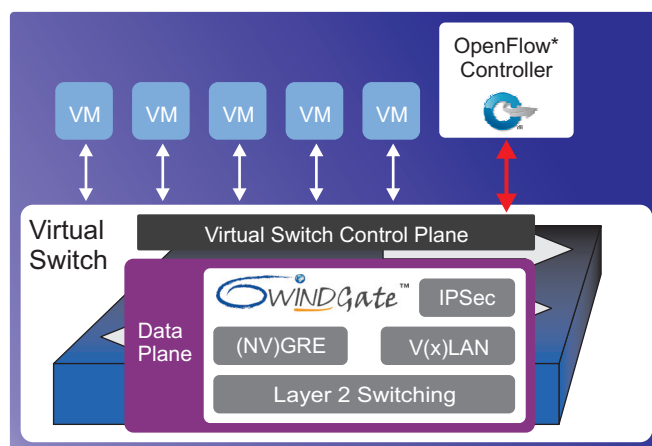 OpenFlow*
Controller
VM VM VM VM VM
Virtual
Switch
Virtual Switch Control Plane
6WINDGate™
IPSec
Data
Plane
(NV)GRE
V(x)LAN
Layer 2 Switching